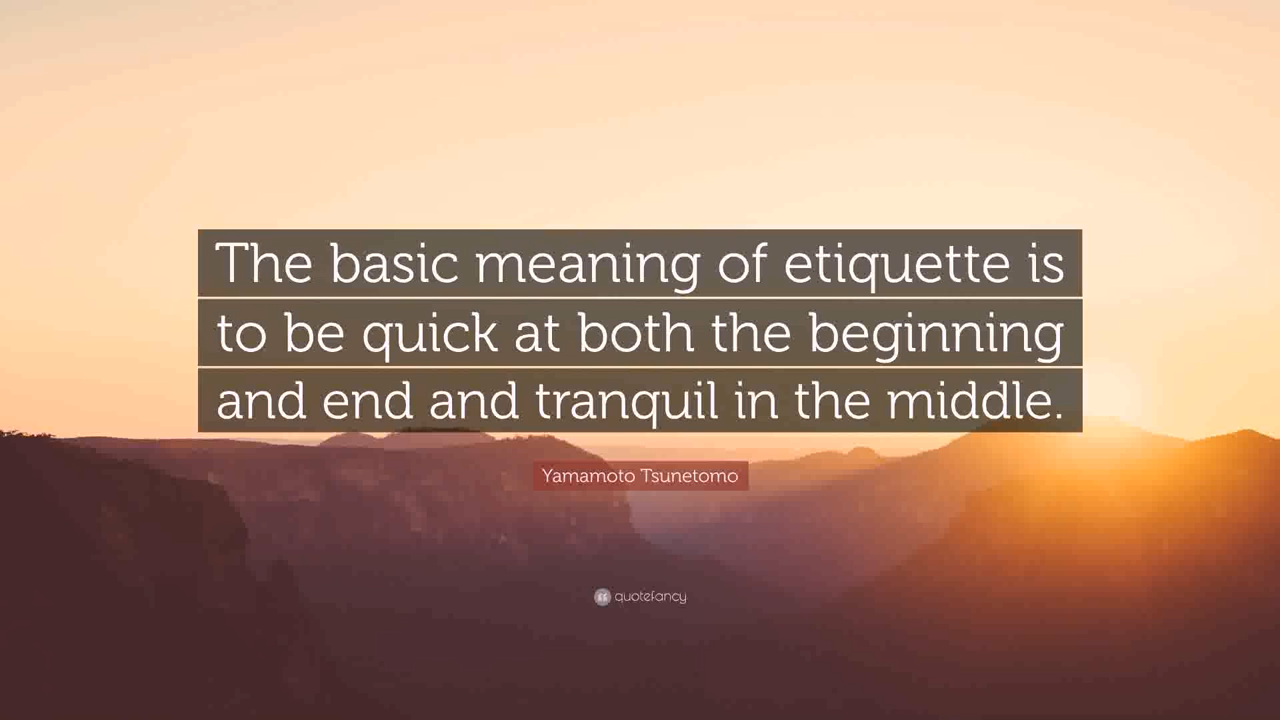 The basic meaning of etiquette is
to be quick at both the beginning
and end and tranquil in the middle.
Yamamoto Tsunetomo
quotefancy